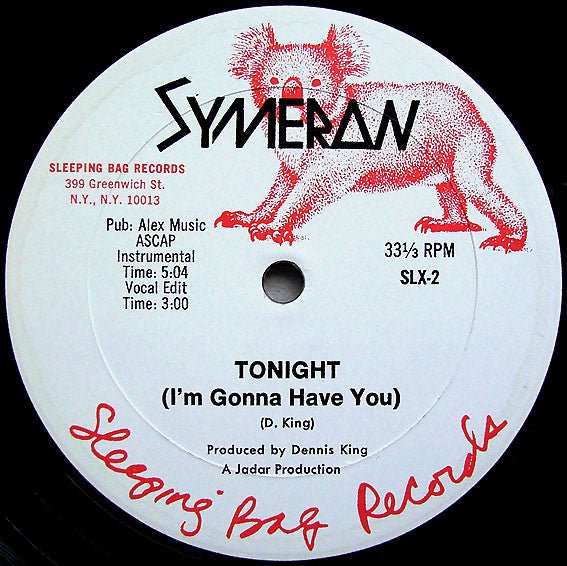 SYMERAN
SLEEPING BAG RECORDS
399 Greenwich St.
N.Y., N.Y. 10013
Pub: Alex Music
ASCAP
Instrumental
Time: 5:04
Vocal Edit
Time: 3:00
33⅓ RPM
SLX-2
TONIGHT
(I'm Gonna Have You)
(D. King)
Produced by Dennis King
A Jadar Production
Sleeping Bag Records